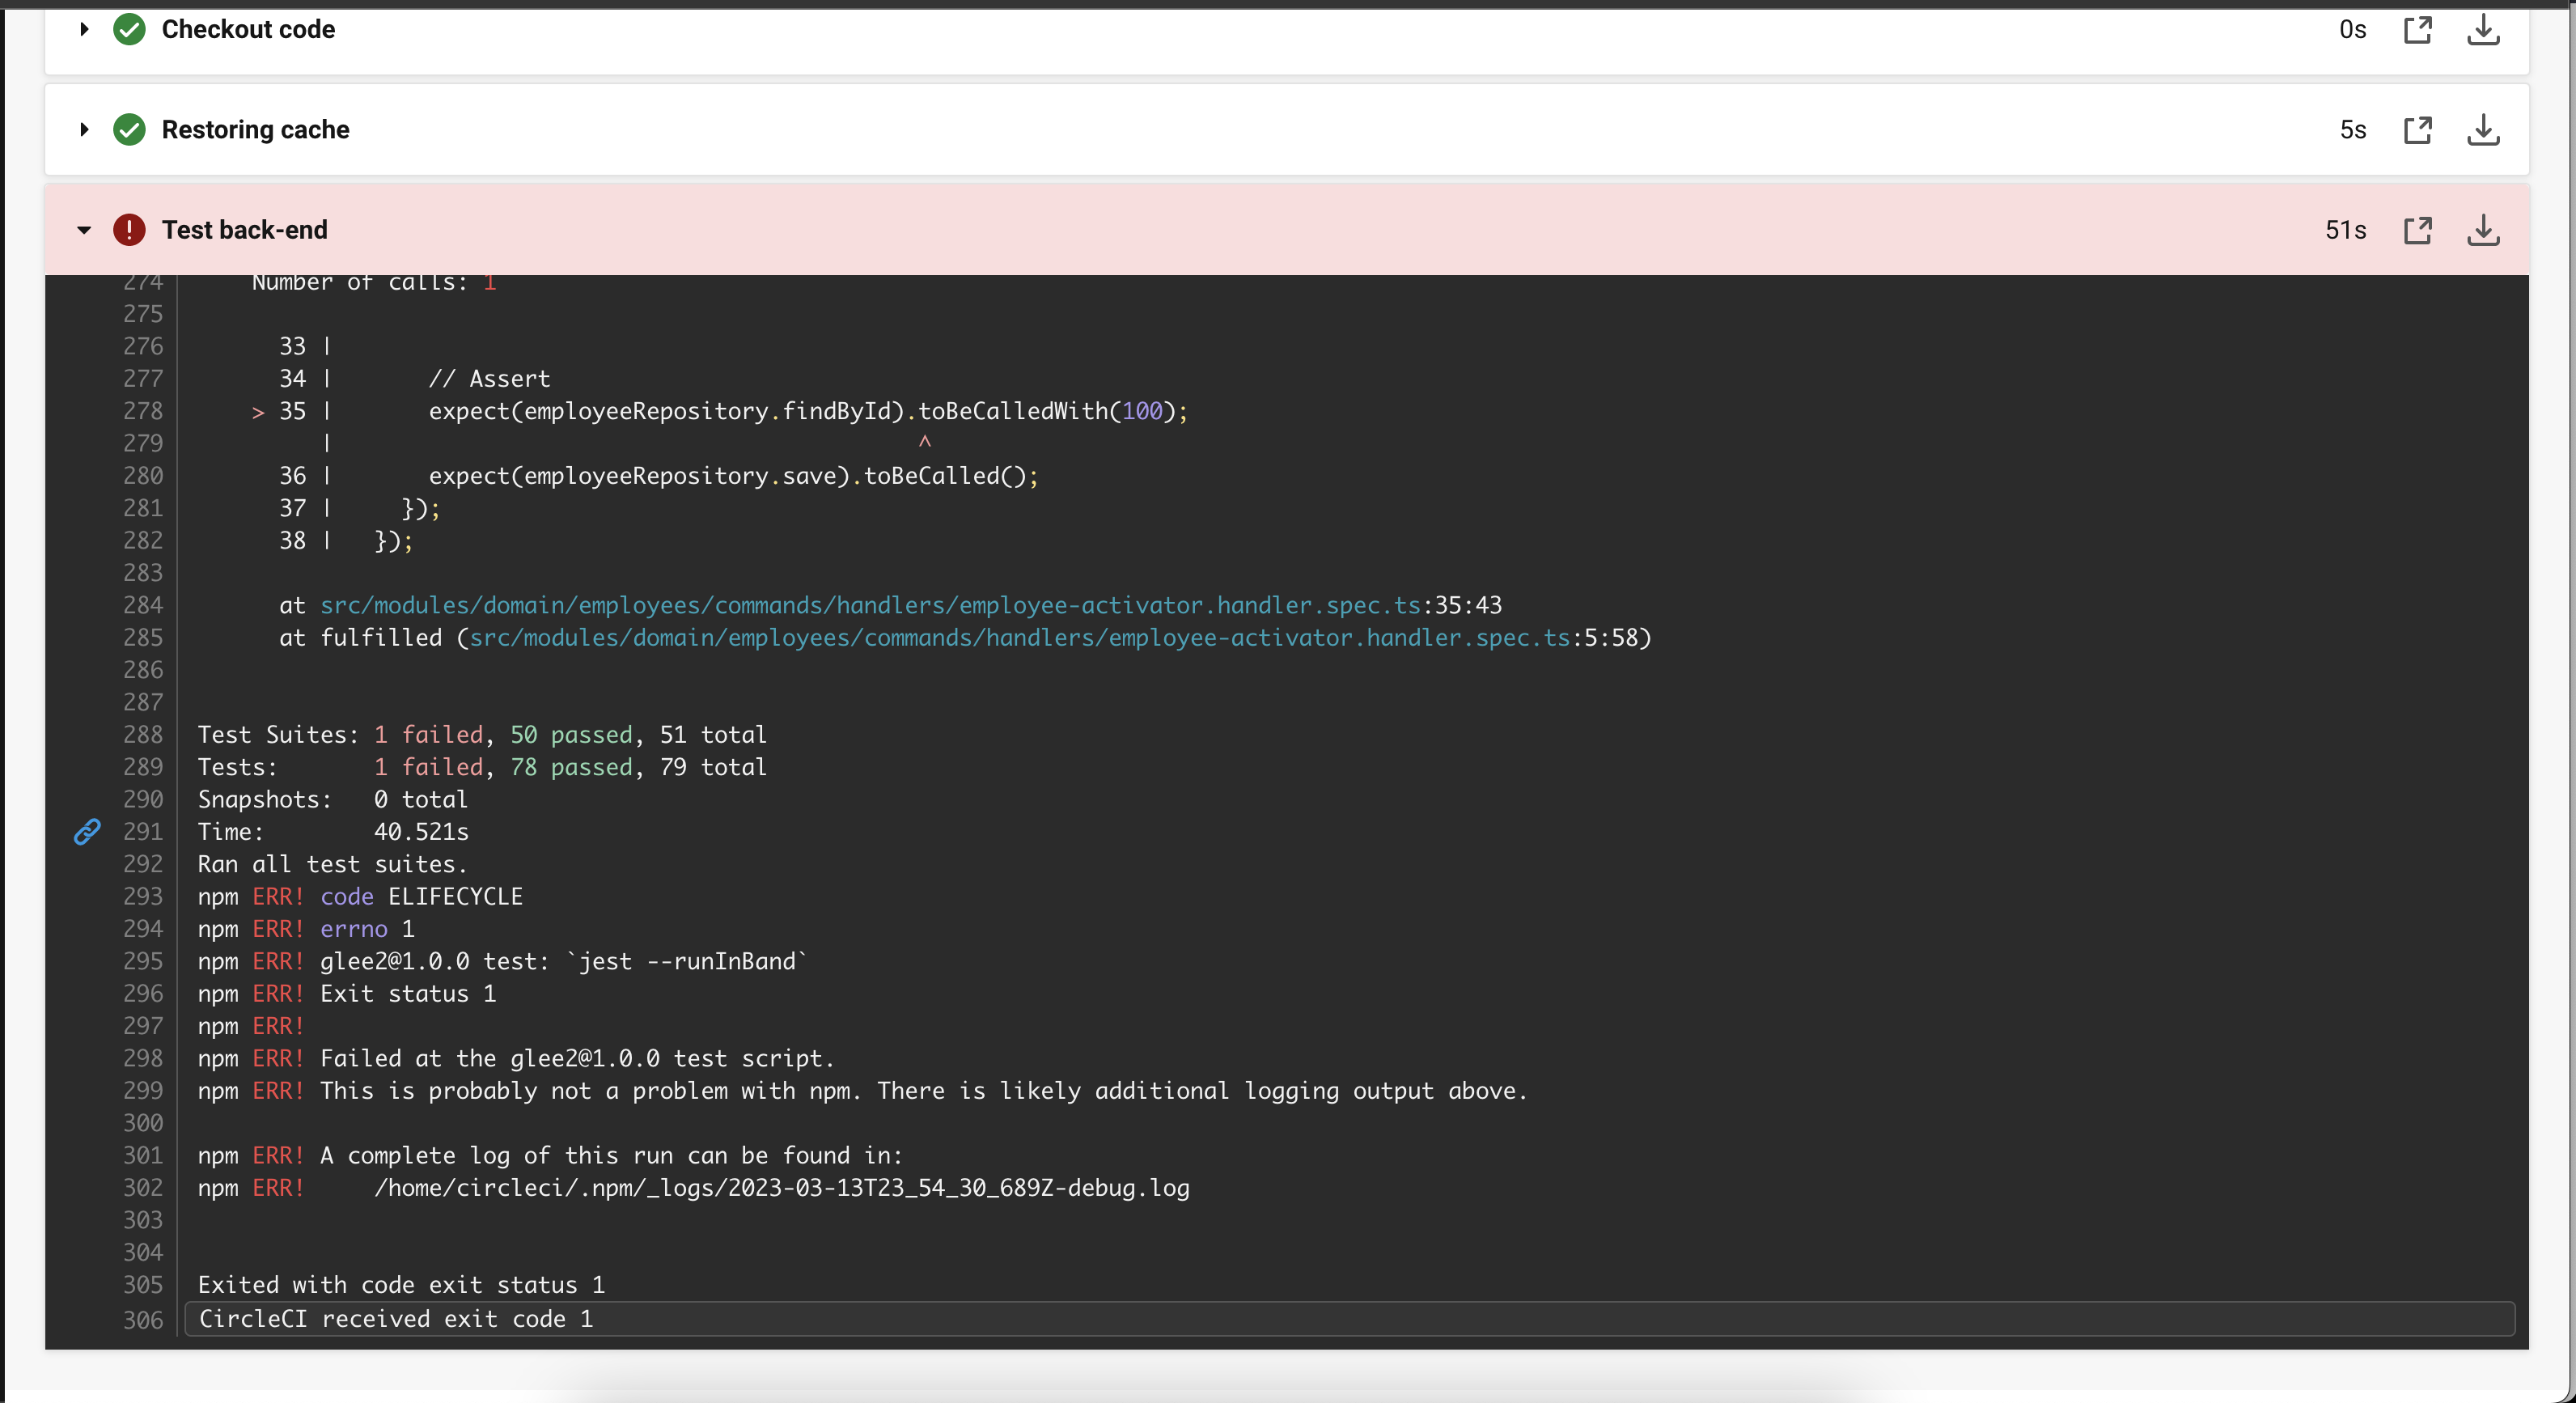 Checkout code 0s
Restoring cache 5s
Test back-end 51s
274 Number of calls: 1
275
276 33 |
277 34 | // Assert
278 > 35 | expect(employeeRepository.findById).toBeCalledWith(100);
279 | ^
280 36 | expect(employeeRepository.save).toBeCalled();
281 37 | });
282 38 | });
283
284 at src/modules/domain/employees/commands/handlers/employee-activator.handler.spec.ts:35:43
285 at fulfilled (src/modules/domain/employees/commands/handlers/employee-activator.handler.spec.ts:5:58)
286
287
288 Test Suites: 1 failed, 50 passed, 51 total
289 Tests: 1 failed, 78 passed, 79 total
290 Snapshots: 0 total
291 Time: 40.521s
292 Ran all test suites.
293 npm ERR! code ELIFECYCLE
294 npm ERR! errno 1
295 npm ERR! glee2@1.0.0 test: `jest --runInBand`
296 npm ERR! Exit status 1
297 npm ERR!
298 npm ERR! Failed at the glee2@1.0.0 test script.
299 npm ERR! This is probably not a problem with npm. There is likely additional logging output above.
300
301 npm ERR! A complete log of this run can be found in:
302 npm ERR! /home/circleci/.npm/_logs/2023-03-13T23_54_30_689Z-debug.log
303
304
305 Exited with code exit status 1
306 CircleCI received exit code 1